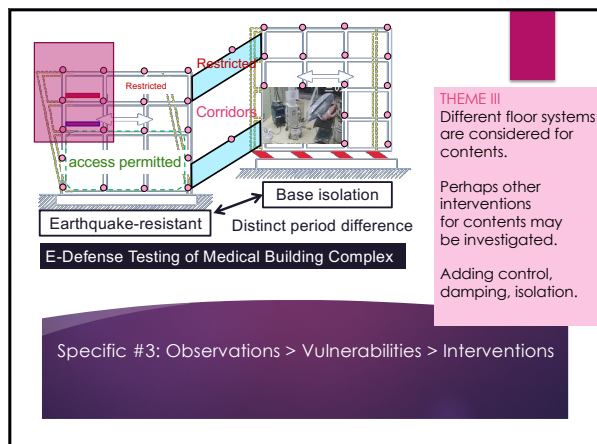 Restricted
Restricted
Corridors
access permitted
Base isolation
Earthquake-resistant
Distinct period difference
E-Defense Testing of Medical Building Complex
THEME III
Different floor systems
are considered for
contents.
Perhaps other
interventions
for contents may
be investigated.
Adding control,
damping, isolation.
Specific #3: Observations > Vulnerabilities > Interventions